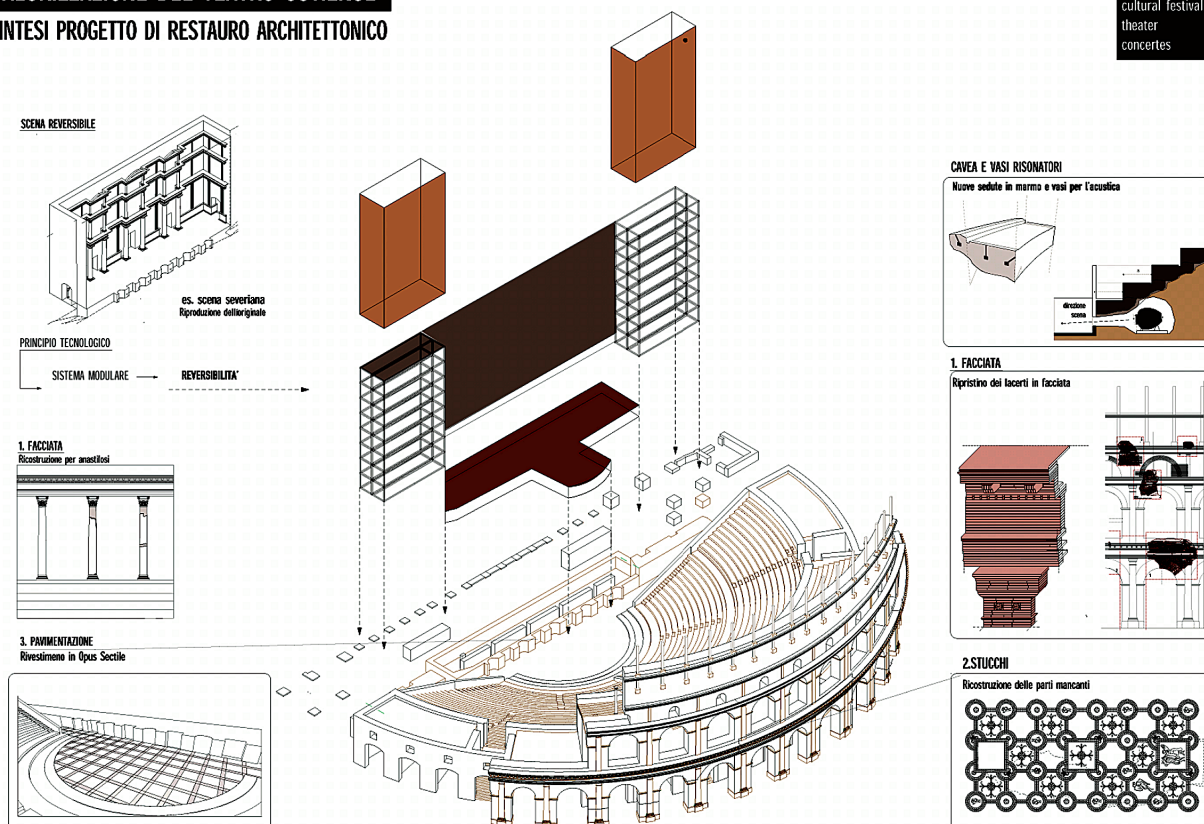 INTESI PROGETTO DI RESTAURO ARCHITETTONICO
cultural festival
theater
concertes
SCENA REVERSIBILE
es. scena severiana
Riproduzione delloriginale
PRINCIPIO TECNOLOGICO
SISTEMA MODULARE
REVERSIBILITA'
1. FACCIATA
Ricostruzione per anastilosi
3. PAVIMENTAZIONE
Rivestimeno in Opus Sectile
CAVEA E VASI RISONATORI
Nuove sedute in marmo e vasi per l'acustica
direzione
scena
1. FACCIATA
Ripristino dei lacerti in facciata
2.STUCCHI
Ricostruzione delle parti mancanti